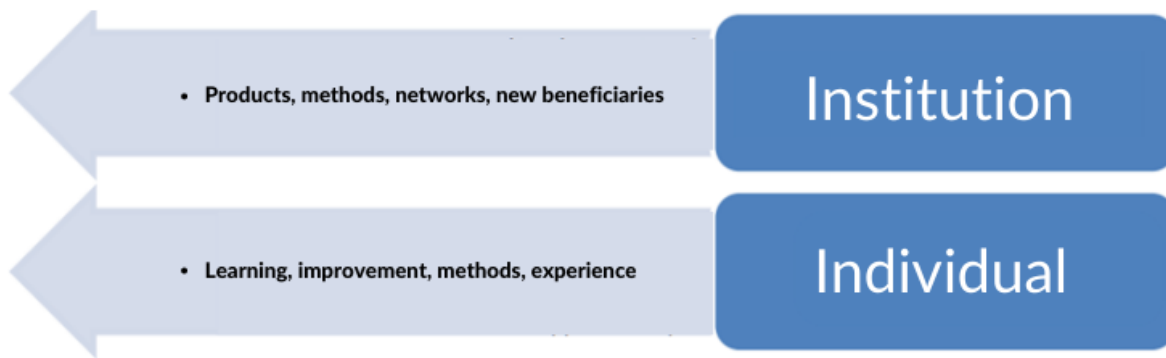 • Products, methods, networks, new beneficiaries
Institution
• Learning, improvement, methods, experience
Individual